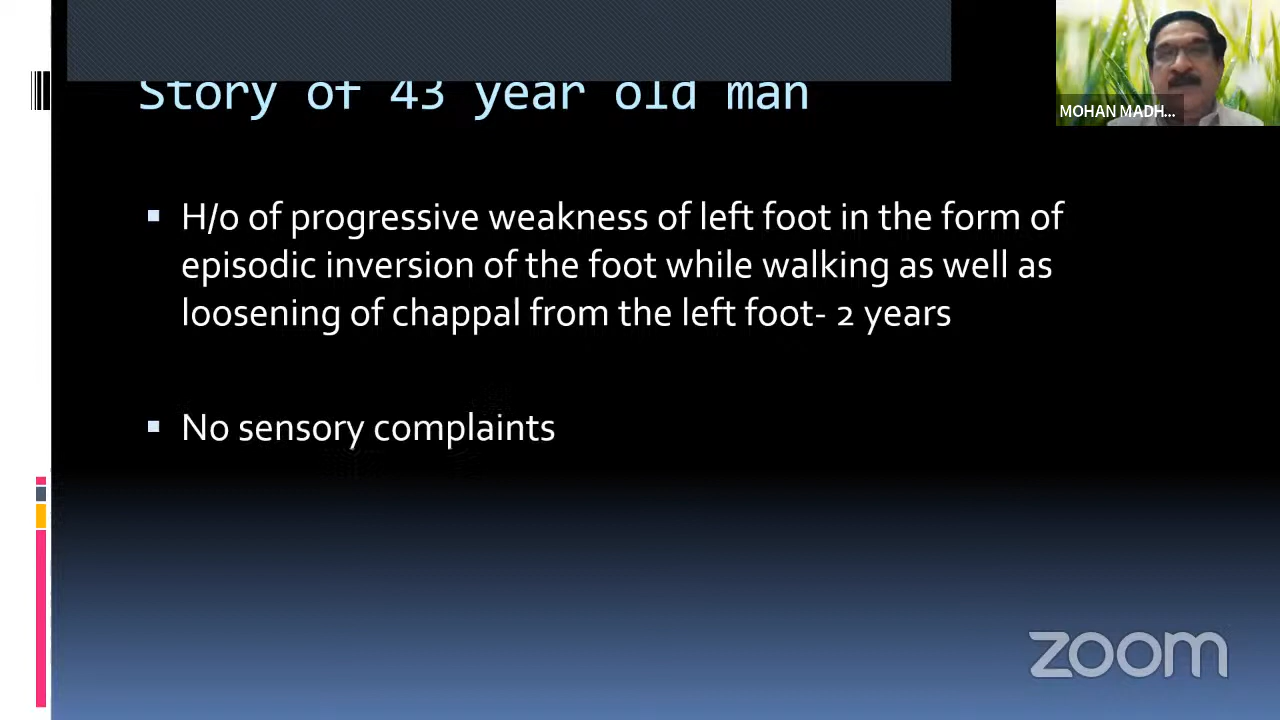 Story of 43 year old man
MOHAN MADH...
▪ H/o of progressive weakness of left foot in the form of
episodic inversion of the foot while walking as well as
loosening of chappal from the left foot- 2 years
▪ No sensory complaints
zoom